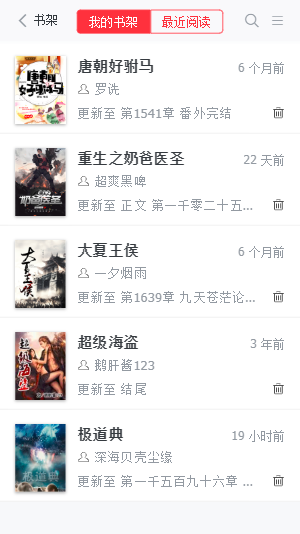 书架
我的书架 最近阅读
唐朝好驸马
6 个月前
罗诜
更新至 第1541章 番外完结
重生之奶爸医圣
22 天前
超爽黑啤
更新至 正文 第一千零二十五...
大夏王侯
6 个月前
一夕烟雨
更新至 第1639章 九天苍茫论...
超级海盗
3 年前
鹅肝酱123
更新至 结尾
极道典
19 小时前
深海贝壳尘缘
更新至 第一千五百九十六章 ...